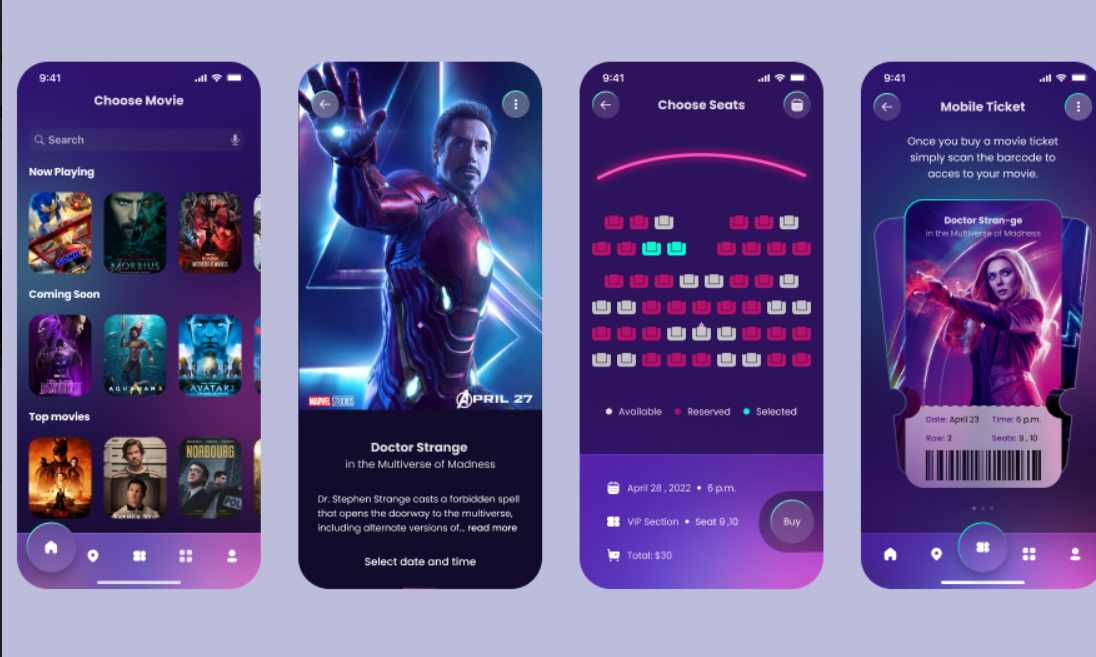 9:41
Choose Movie
Search
Now Playing
SONIC 2
MORBIUS
MULTIVERSE OF MADNESS
Coming Soon
AQUAMAN 2
AVATAR 2
Top movies
NORBOURG
MARVEL STUDIOS
APRIL 27
Doctor Strange
in the Multiverse of Madness
Dr. Stephen Strange casts a forbidden spell
that opens the doorway to the multiverse,
including alternate versions of... read more
Select date and time
9:41
Choose Seats
Available
Reserved
Selected
April 28 , 2022 • 6 p.m.
VIP Section • Seat 9 ,10
Total: $30
Buy
9:41
Mobile Ticket
Once you buy a movie ticket
simply scan the barcode to
acces to your movie.
Doctor Stran-ge
in the Multiverse of Madness
Date: April 23 Time: 6 p.m.
Row: 2 Seats: 9 , 10